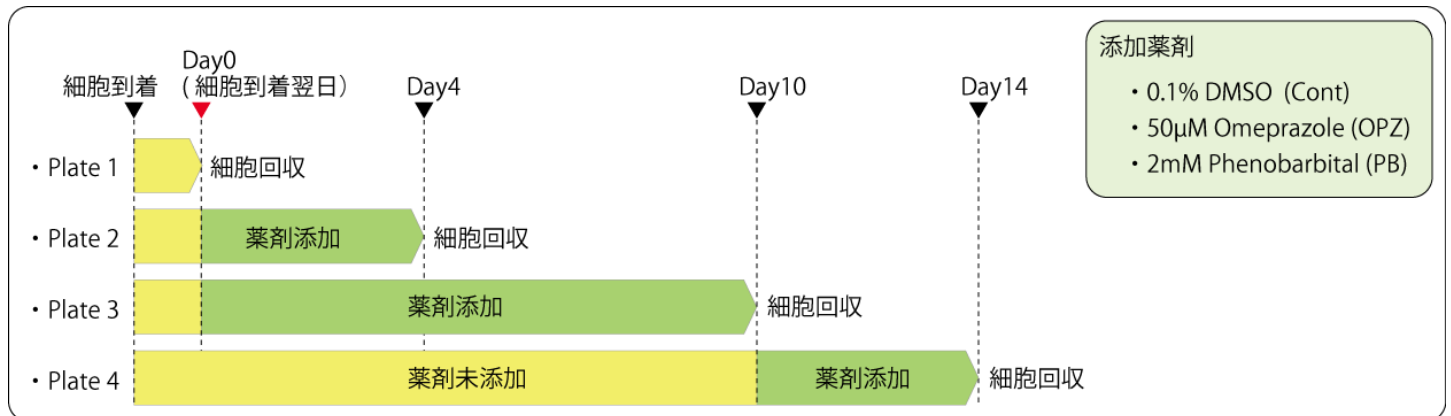 細胞到着
Day0
( 細胞到着翌日）
Day4
Day10
Day14
添加薬剤
・0.1% DMSO (Cont)
・50μM Omeprazole (OPZ)
・2mM Phenobarbital (PB)
・Plate 1
細胞回収
・Plate 2
薬剤添加
細胞回収
・Plate 3
薬剤添加
細胞回収
・Plate 4
薬剤未添加
薬剤添加
細胞回収